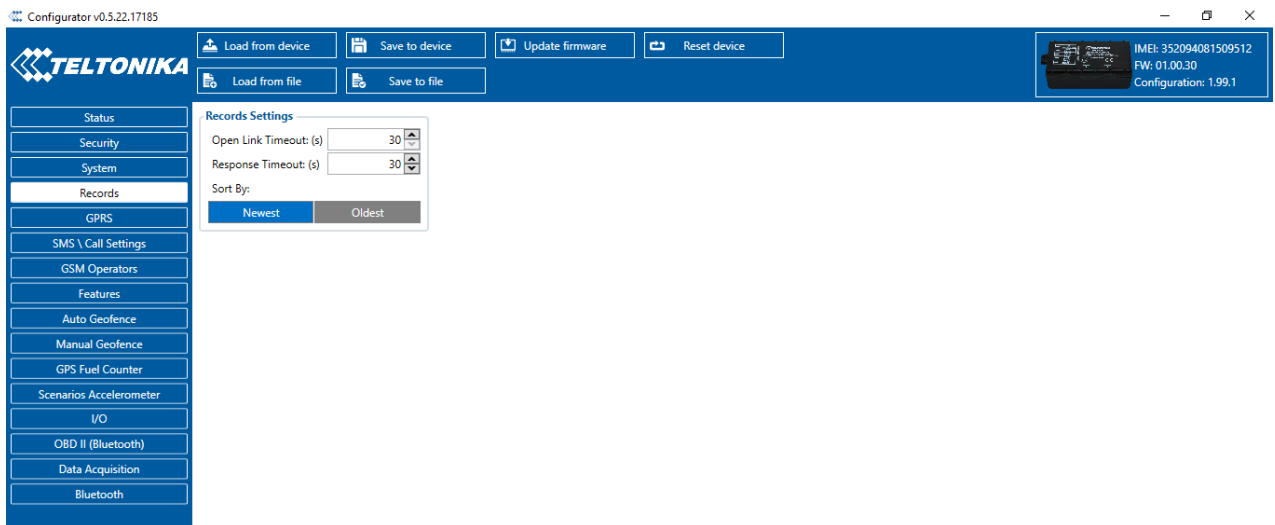 Configurator v0.5.22.17185
TELTONIKA
Load from device
Save to device
Update firmware
Reset device
Load from file
Save to file
IMEI: 352094081509512
FW: 01.00.30
Configuration: 1.99.1
Status
Security
System
Records
GPRS
SMS \ Call Settings
GSM Operators
Features
Auto Geofence
Manual Geofence
GPS Fuel Counter
Scenarios Accelerometer
I/O
OBD II (Bluetooth)
Data Acquisition
Bluetooth
Records Settings
Open Link Timeout: (s) 30
Response Timeout: (s) 30
Sort By:
Newest Oldest